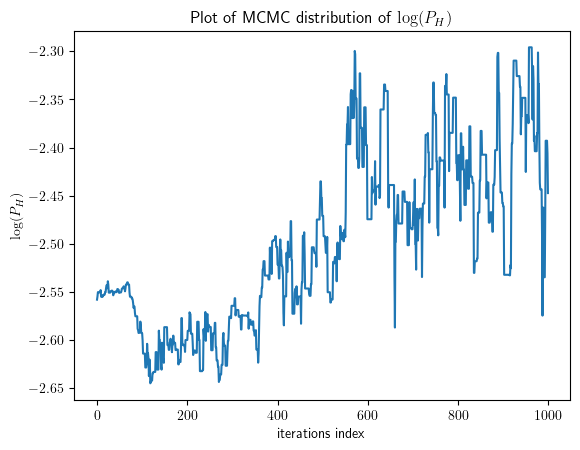 Plot of MCMC distribution of log(P_H)
log(P_H)
−2.30
−2.35
−2.40
−2.45
−2.50
−2.55
−2.60
−2.65
0 200 400 600 800 1000
iterations index